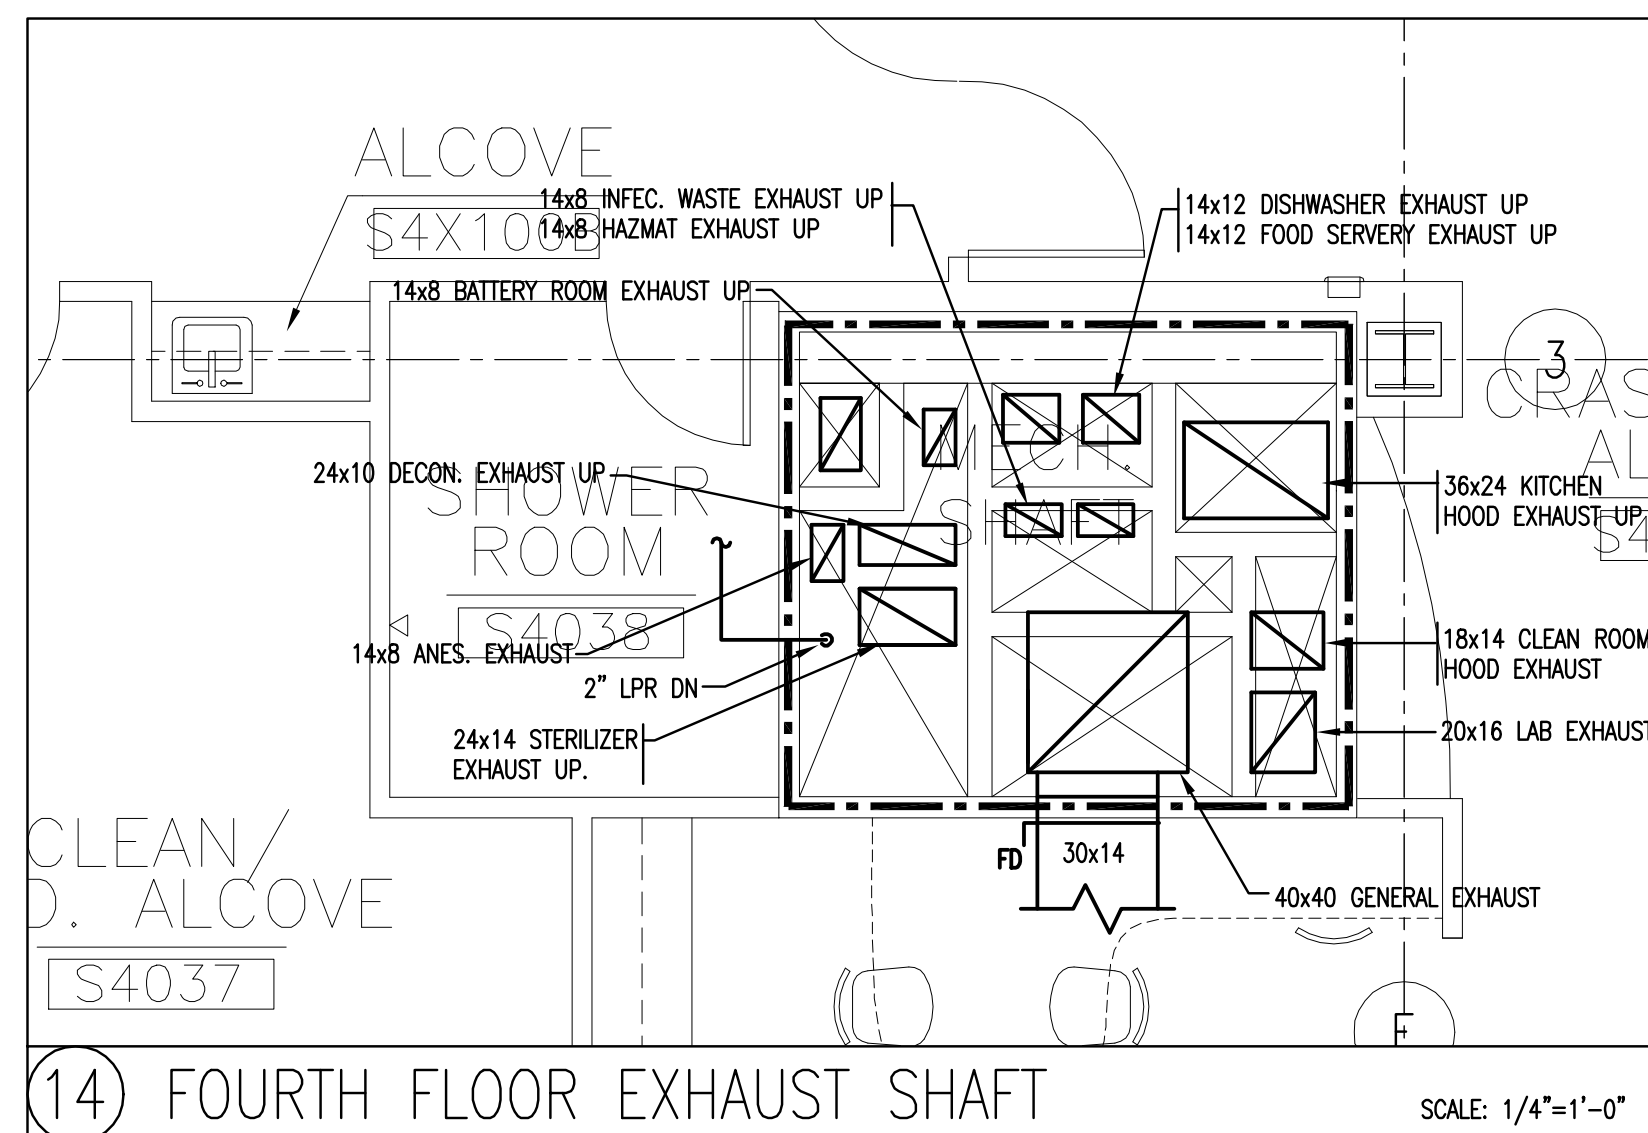 ALCOVE
S4X100B
14x8 INFEC. WASTE EXHAUST UP
14x8 HAZMAT EXHAUST UP
14x12 DISHWASHER EXHAUST UP
14x12 FOOD SERVERY EXHAUST UP
14x8 BATTERY ROOM EXHAUST UP
3
CRAS
AL
S4
MECH.
SHAFT
24x10 DECON. EXHAUST UP
SHOWER
ROOM
S4038
36x24 KITCHEN
HOOD EXHAUST UP
14x8 ANES. EXHAUST
2" LPR DN
18x14 CLEAN ROOM
HOOD EXHAUST
24x14 STERILIZER
EXHAUST UP.
20x16 LAB EXHAUST
CLEAN/
D. ALCOVE
S4037
FD
30x14
40x40 GENERAL EXHAUST
F
14 FOURTH FLOOR EXHAUST SHAFT
SCALE: 1/4"=1'-0"